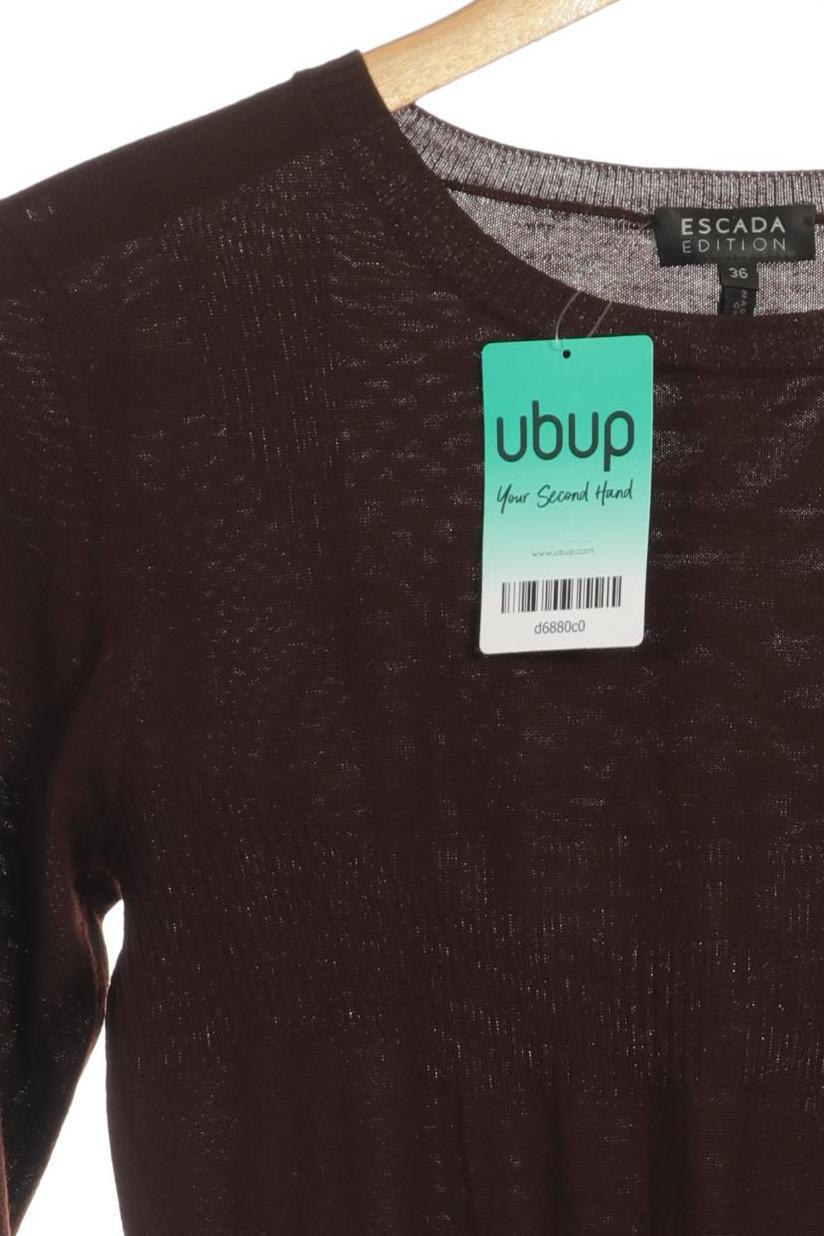 ESCADA
EDITION
36
ubup
Your Second Hand
www.ubup.com
d6880c0